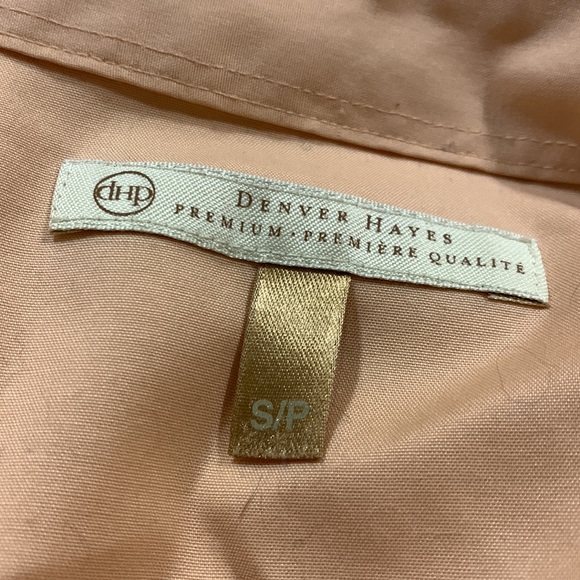 dHp
DENVER HAYES
PREMIUM · PREMIÈRE QUALITÉ
S/P